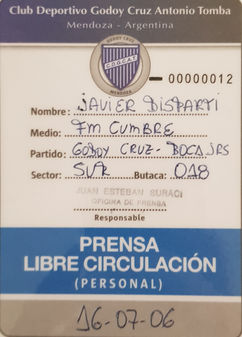 Club Deportivo Godoy Cruz Antonio Tomba
Mendoza - Argentina
GODOY CRUZ
C.D.G.C.A.T.
MENDOZA
00000012
Nombre: JAVIER DISPARTI
Medio: FM CUMBRE
Partido: GODOY CRUZ - BOCA JRS
Sector: SUR Butaca: 018
JUAN ESTEBAN SURACI
OFICINA DE PRENSA
Responsable
PRENSA
LIBRE CIRCULACIÓN
(PERSONAL)
16-07-06